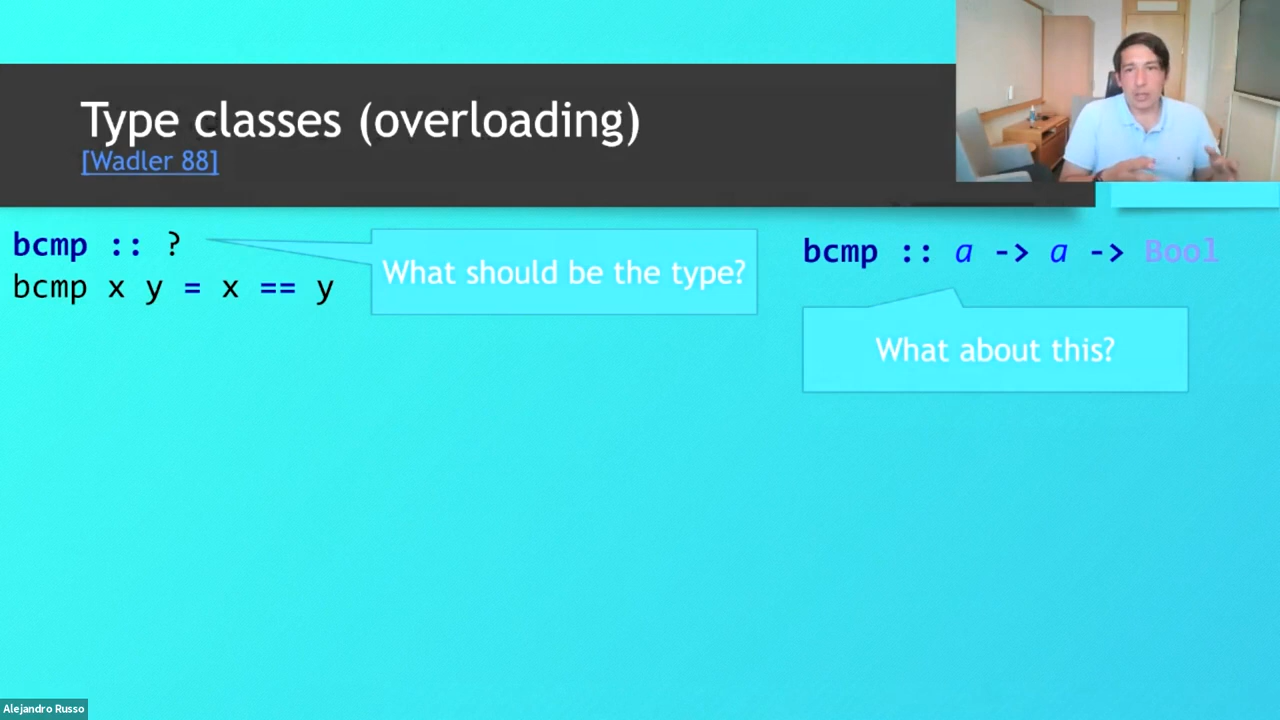 Type classes (overloading)
[Wadler 88]
bcmp :: ?
bcmp x y = x == y
What should be the type?
bcmp :: a -> a -> Bool
What about this?
Alejandro Russo